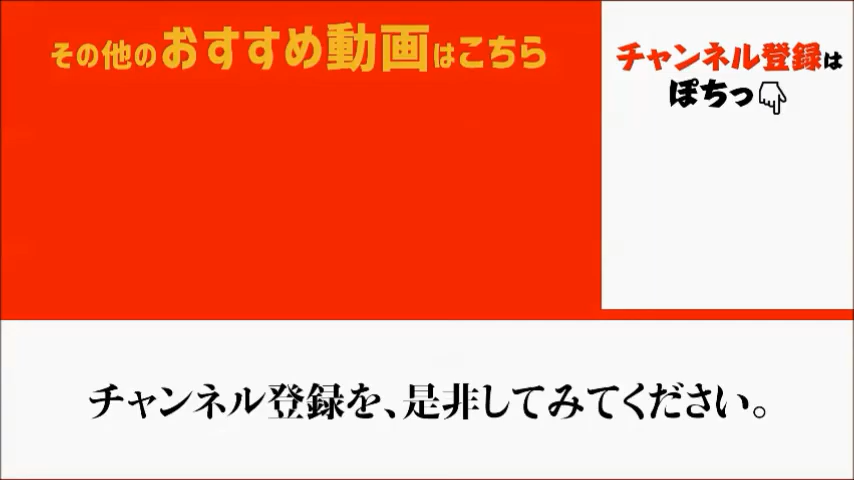 その他のおすすめ動画はこちら
チャンネル登録は
ぽちっ
チャンネル登録を、是非してみてください。